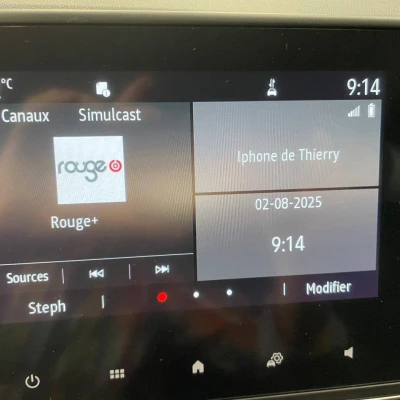 °C
9:14
Canaux Simulcast
rouge
Rouge+
Iphone de Thierry
02-08-2025
9:14
Sources
Steph
Modifier